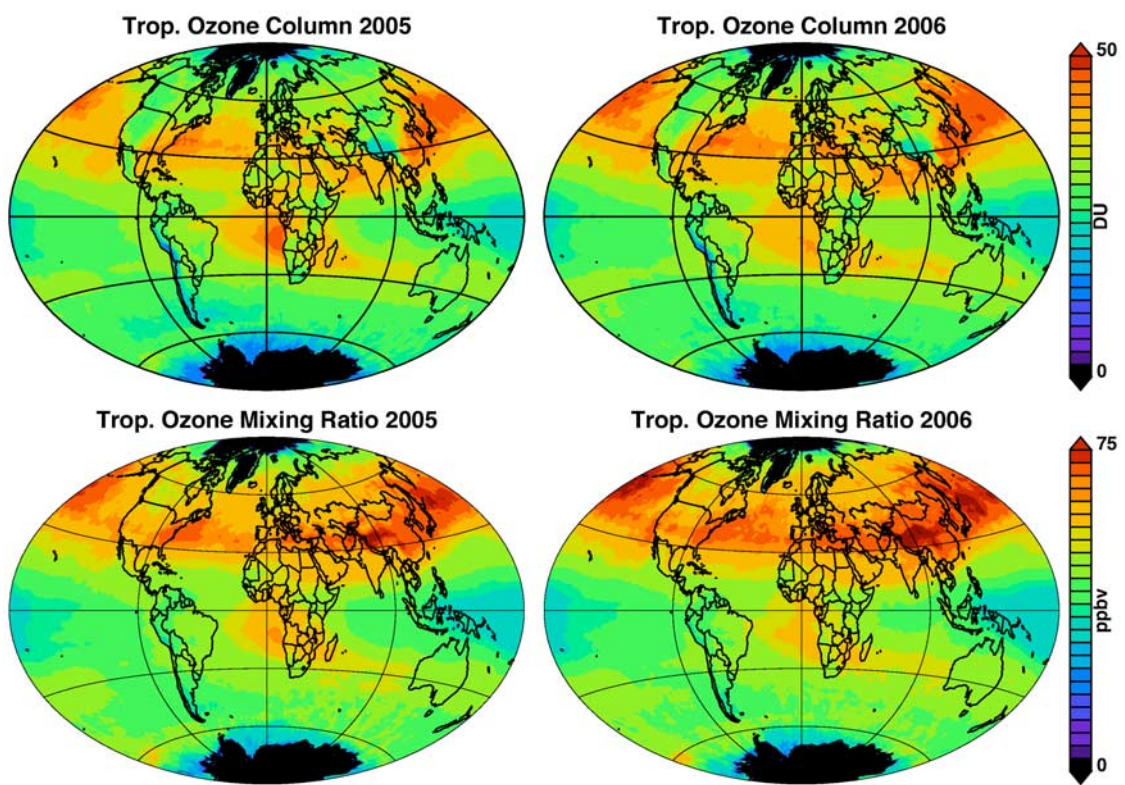 Trop. Ozone Column 2005
Trop. Ozone Column 2006
50
DU
0
Trop. Ozone Mixing Ratio 2005
Trop. Ozone Mixing Ratio 2006
75
ppbv
0